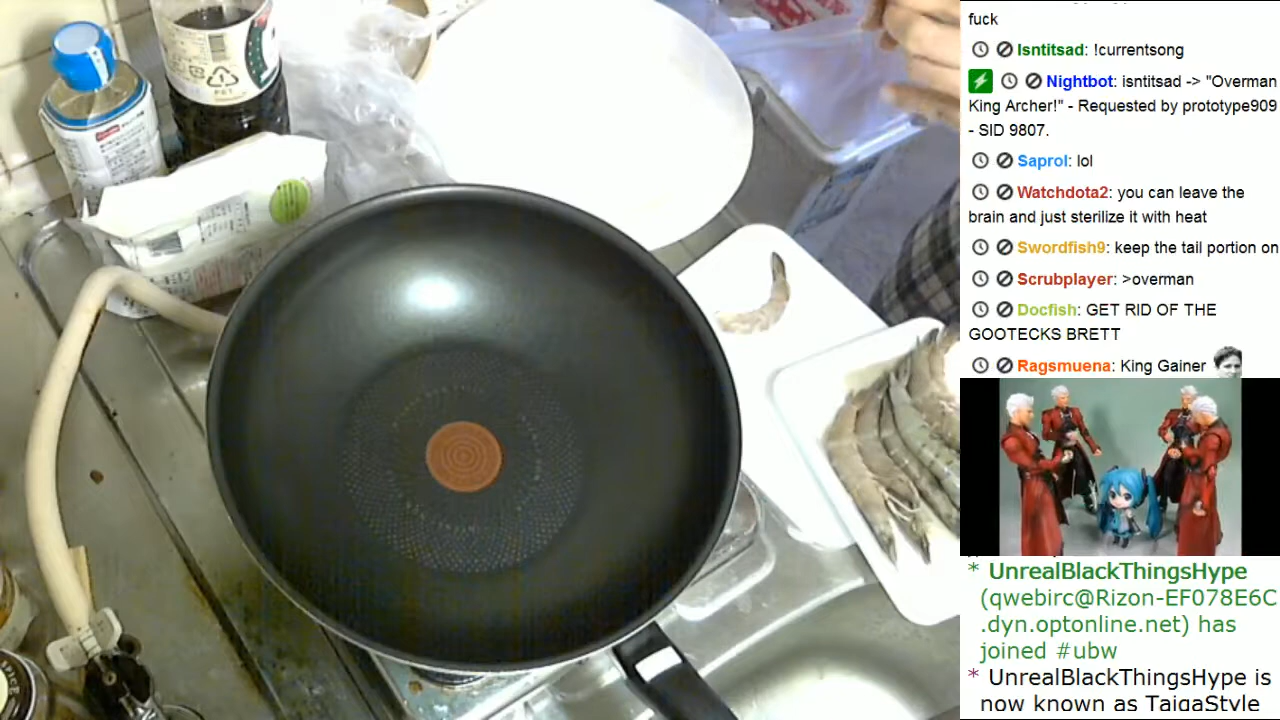 fuck
Isntitsad: !currentsong
Nightbot: isntitsad -> "Overman
King Archer!" - Requested by prototype909
- SID 9807.
Saprol: lol
Watchdota2: you can leave the
brain and just sterilize it with heat
Swordfish9: keep the tail portion on
Scrubplayer: >overman
Docfish: GET RID OF THE
GOOTECKS BRETT
Ragsmuena: King Gainer
* UnrealBlackThingsHype
(qwebirc@Rizon-EF078E6C
.dyn.optonline.net) has
joined #ubw
* UnrealBlackThingsHype is
now known as TaigaStyle